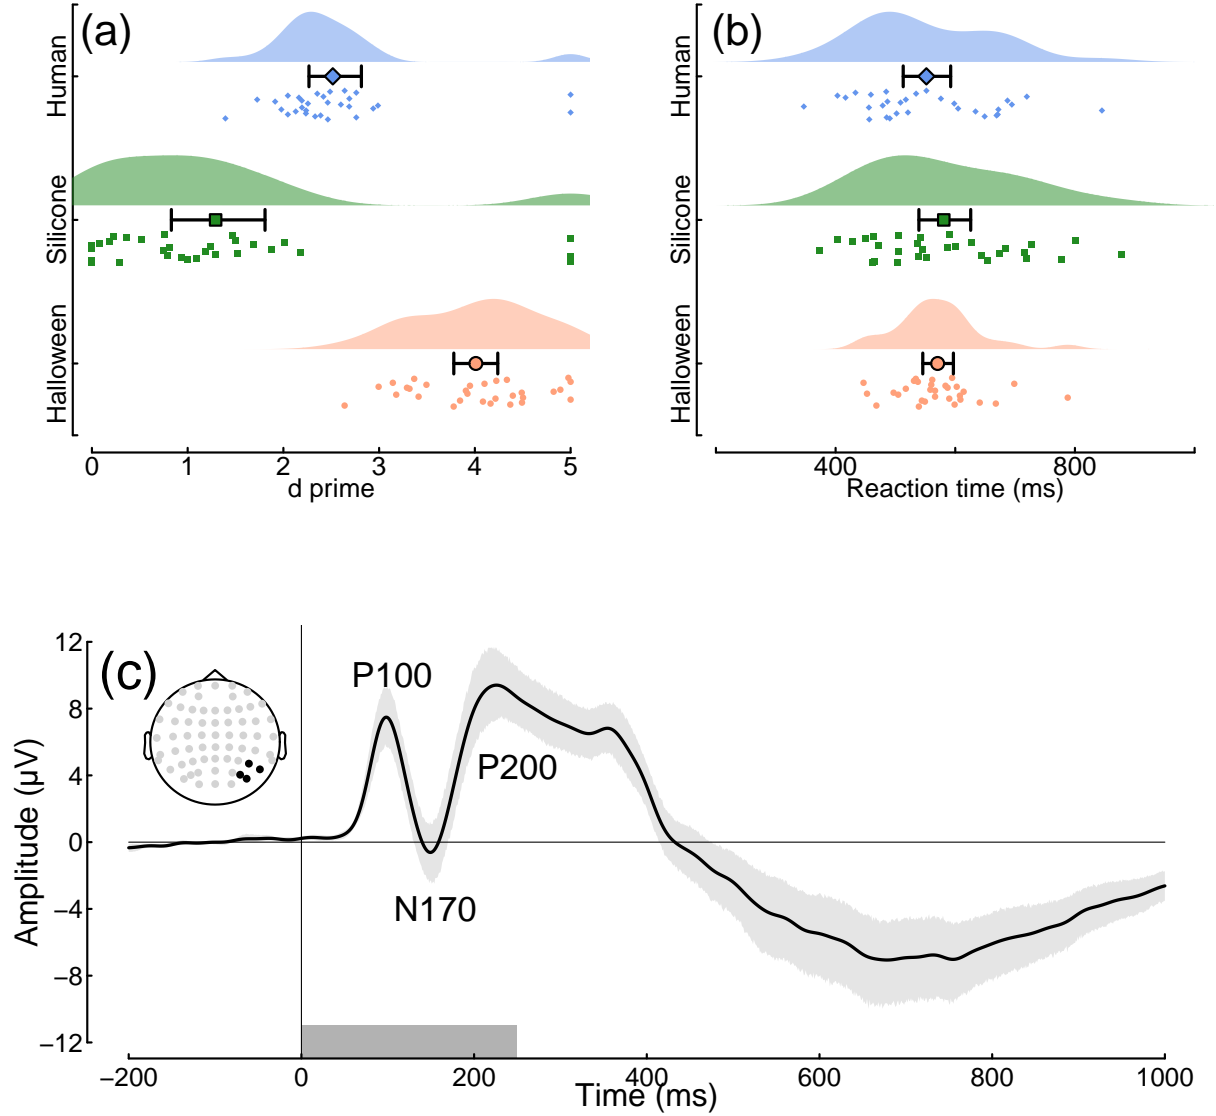 (a)
Human
Silicone
Halloween
0 1 2 3 4 5
d prime
(b)
Human
Silicone
Halloween
400 800
Reaction time (ms)
(c)
P100
P200
N170
12
8
4
0
−4
−8
−12
Amplitude (µV)
−200 0 200 400 600 800 1000
Time (ms)